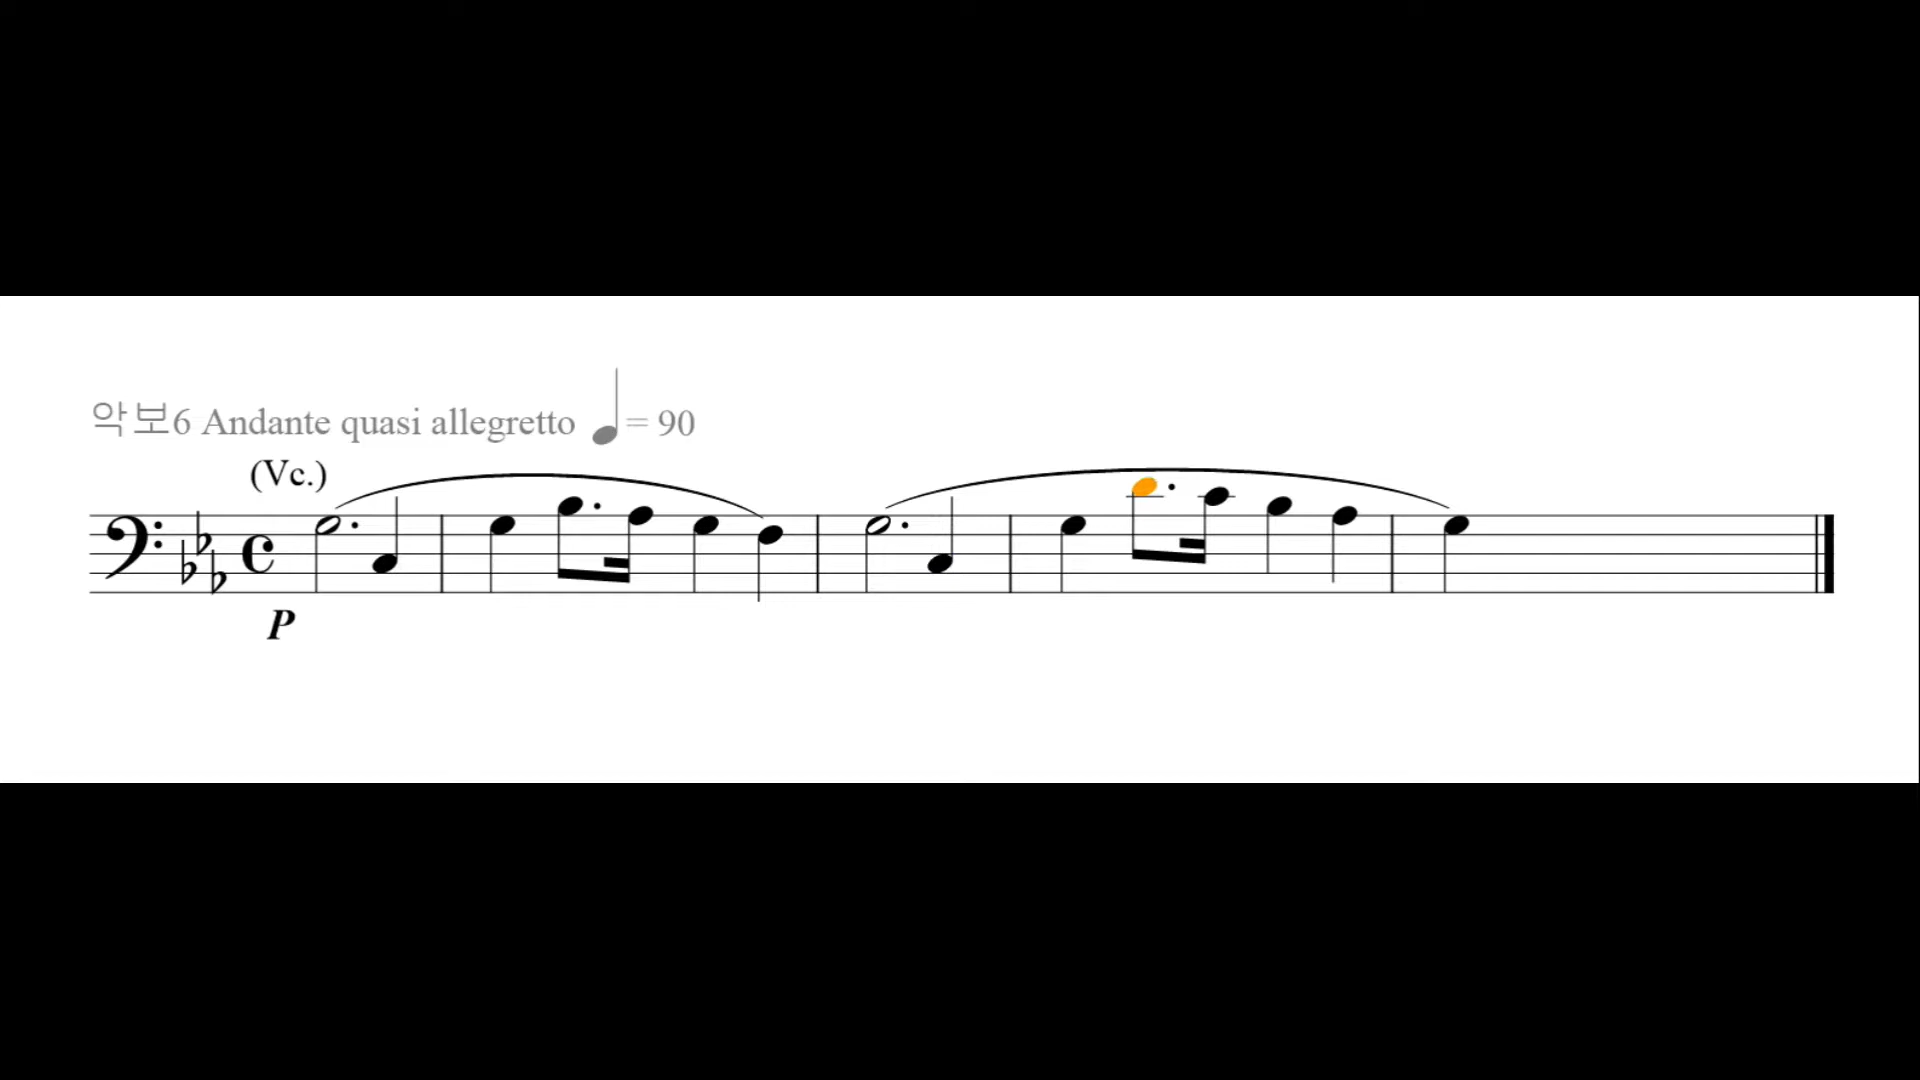 악보6 Andante quasi allegretto = 90
(Vc.)
P